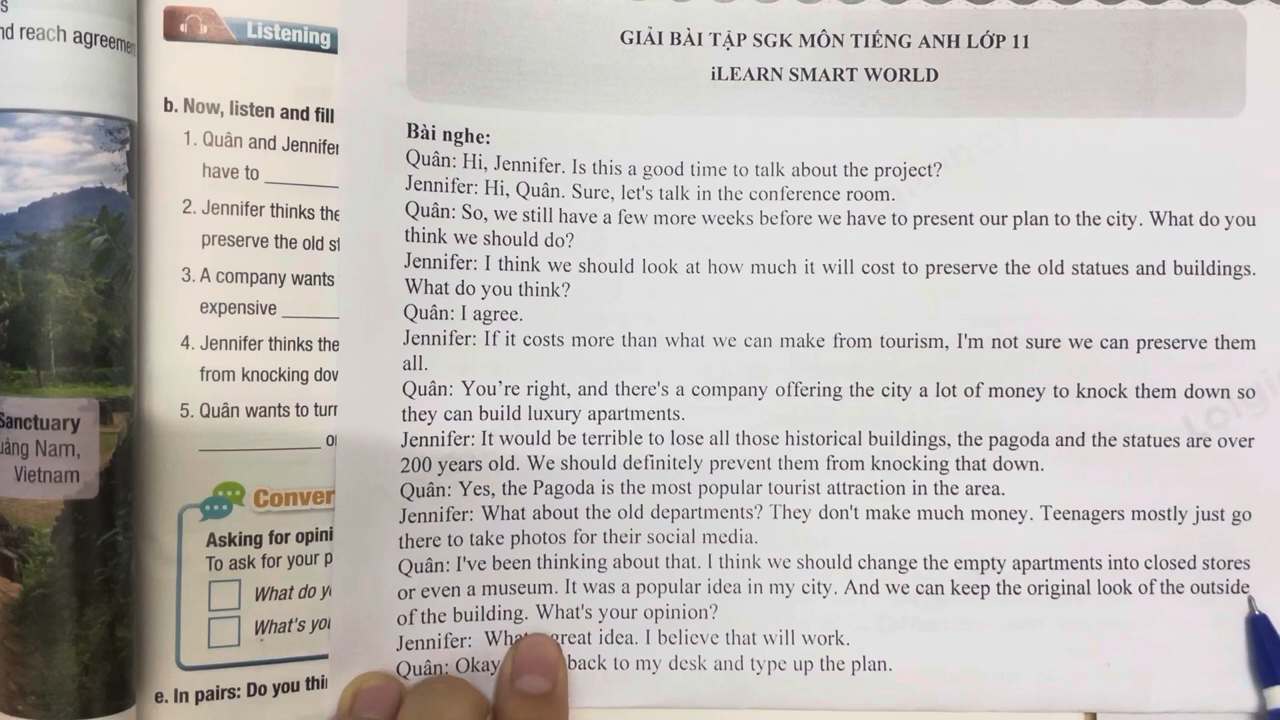 s
nd reach agreemen
Sanctuary
uảng Nam,
Vietnam
Listening
b. Now, listen and fill
1. Quân and Jennifer
have to
2. Jennifer thinks the
preserve the old st
3. A company wants
expensive
4. Jennifer thinks the
from knocking dov
5. Quân wants to turn
o
Conver
Asking for opini
To ask for your p
What do y
What's you
e. In pairs: Do you thin
GIẢI BÀI TẬP SGK MÔN TIẾNG ANH LỚP 11
iLEARN SMART WORLD
Bài nghe:
Quân: Hi, Jennifer. Is this a good time to talk about the project?
Jennifer: Hi, Quân. Sure, let's talk in the conference room.
Quân: So, we still have a few more weeks before we have to present our plan to the city. What do you
think we should do?
Jennifer: I think we should look at how much it will cost to preserve the old statues and buildings.
What do you think?
Quân: I agree.
Jennifer: If it costs more than what we can make from tourism, I'm not sure we can preserve them
all.
Quân: You're right, and there's a company offering the city a lot of money to knock them down so
they can build luxury apartments.
Jennifer: It would be terrible to lose all those historical buildings, the pagoda and the statues are over
200 years old. We should definitely prevent them from knocking that down.
Quân: Yes, the Pagoda is the most popular tourist attraction in the area.
Jennifer: What about the old departments? They don't make much money. Teenagers mostly just go
there to take photos for their social media.
Quân: I've been thinking about that. I think we should change the empty apartments into closed stores
or even a museum. It was a popular idea in my city. And we can keep the original look of the outside
of the building. What's your opinion?
Jennifer: great idea. I believe that will work.
Quân: Okay back to my desk and type up the plan.